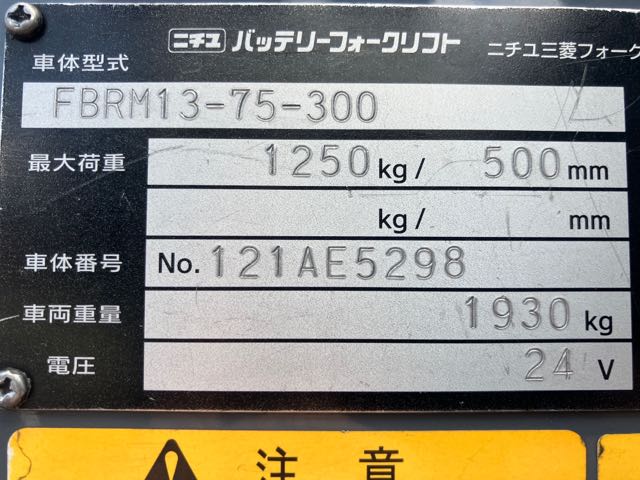 ニチユ バッテリーフォークリフト ニチユ三菱フォーク
車体型式
FBRM13-75-300
最大荷重 1250 kg/ 500 mm
kg/ mm
車体番号 No. 121AE5298
車両重量 1930 kg
電圧 24 V
注意